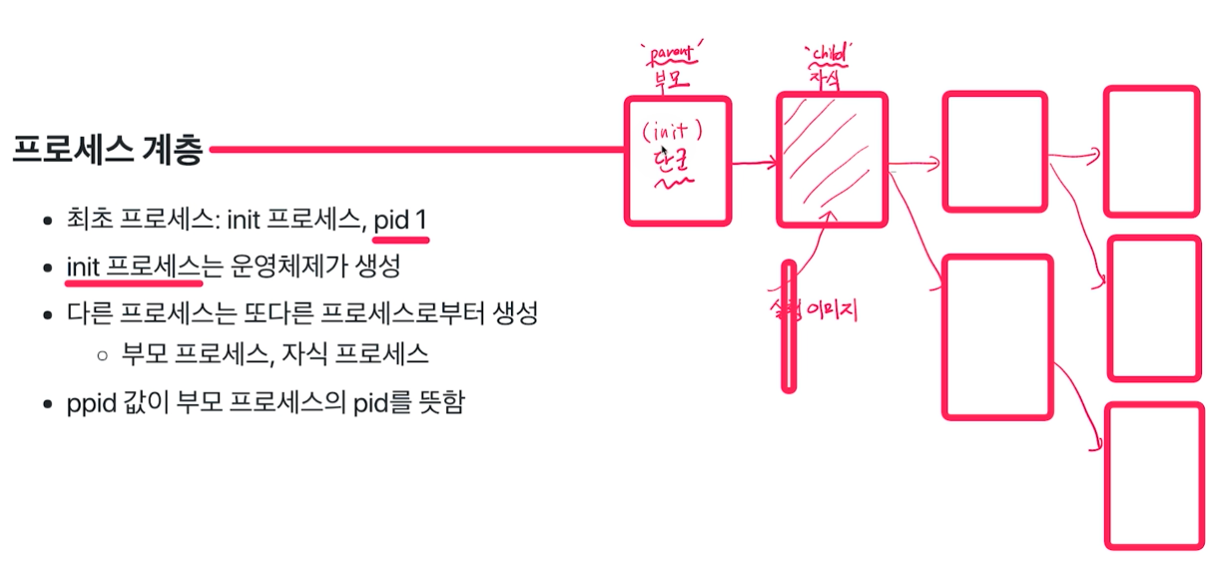 'parent'
부모
'child'
자식
(init)
단군
프로세스 계층
최초 프로세스: init 프로세스, pid 1
init 프로세스는 운영체제가 생성
다른 프로세스는 또다른 프로세스로부터 생성
부모 프로세스, 자식 프로세스
ppid 값이 부모 프로세스의 pid를 뜻함
실행 이미지